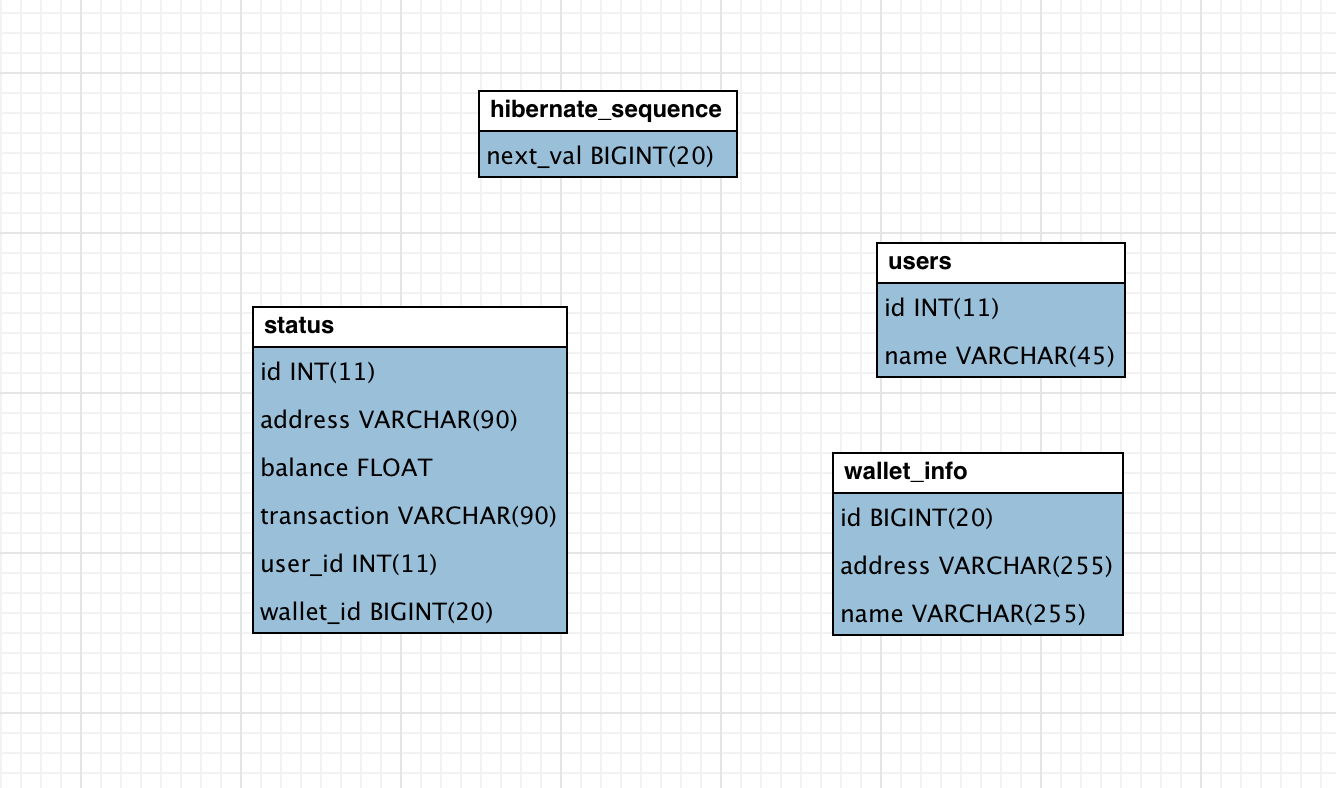 hibernate_sequence
next_val BIGINT(20)
users
id INT(11)
name VARCHAR(45)
status
id INT(11)
address VARCHAR(90)
balance FLOAT
transaction VARCHAR(90)
user_id INT(11)
wallet_id BIGINT(20)
wallet_info
id BIGINT(20)
address VARCHAR(255)
name VARCHAR(255)